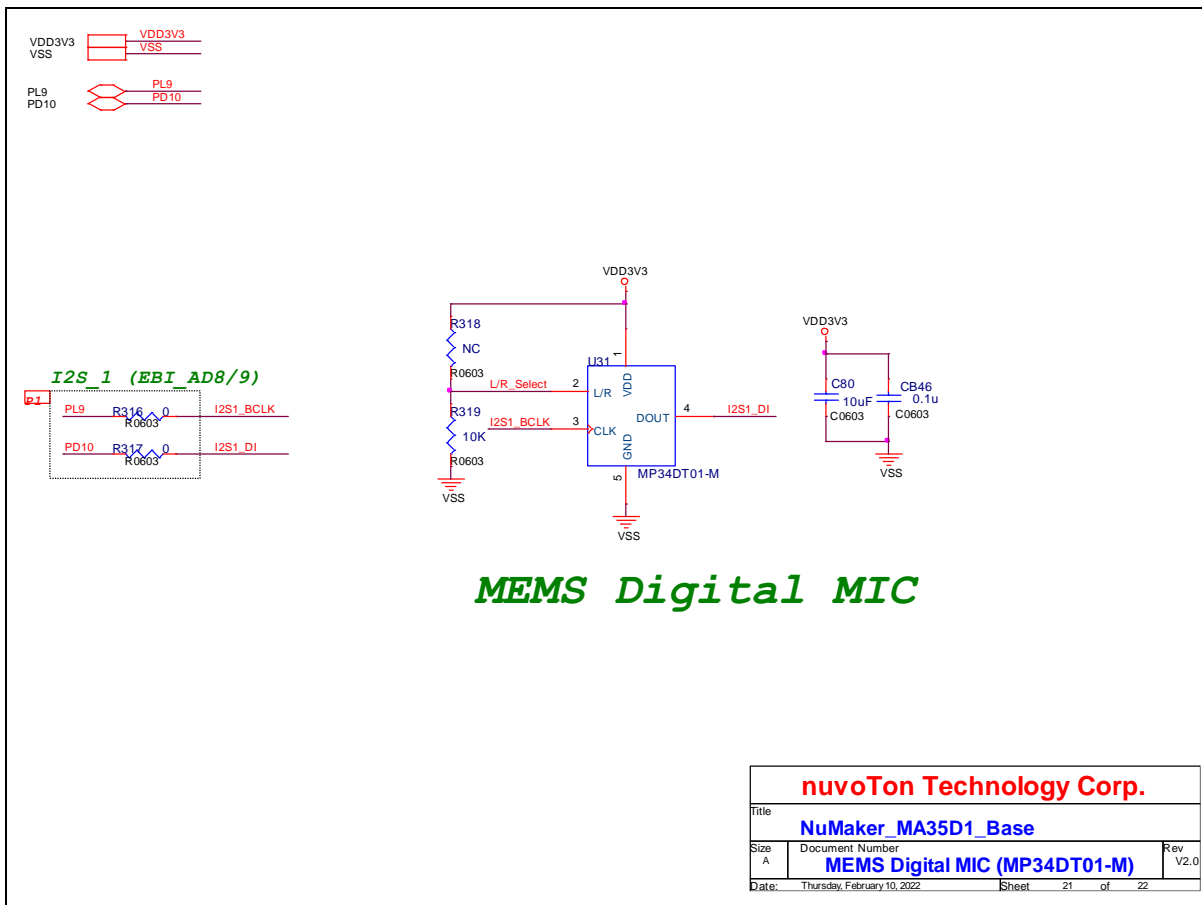 VDD3V3 VDD3V3
VSS VSS
PL9 PL9
PD10 PD10
VDD3V3
R318
NC
R0603
U31
1
VDD
L/R_Select 2 L/R
R319
10K
R0603
I2S1_BCLK 3 CLK
DOUT 4 I2S1_DI
GND
5
MP34DT01-M
VSS
VSS
VDD3V3
C80
10uF
C0603
CB46
0.1u
C0603
VSS
I2S_1 (EBI_AD8/9)
P1
PL9 R316 0 I2S1_BCLK
R0603
PD10 R317 0 I2S1_DI
R0603
MEMS Digital MIC
nuvoTon Technology Corp.
Title
NuMaker_MA35D1_Base
Size Document Number Rev
A MEMS Digital MIC (MP34DT01-M) V2.0
Date: Thursday, February 10, 2022 Sheet 21 of 22